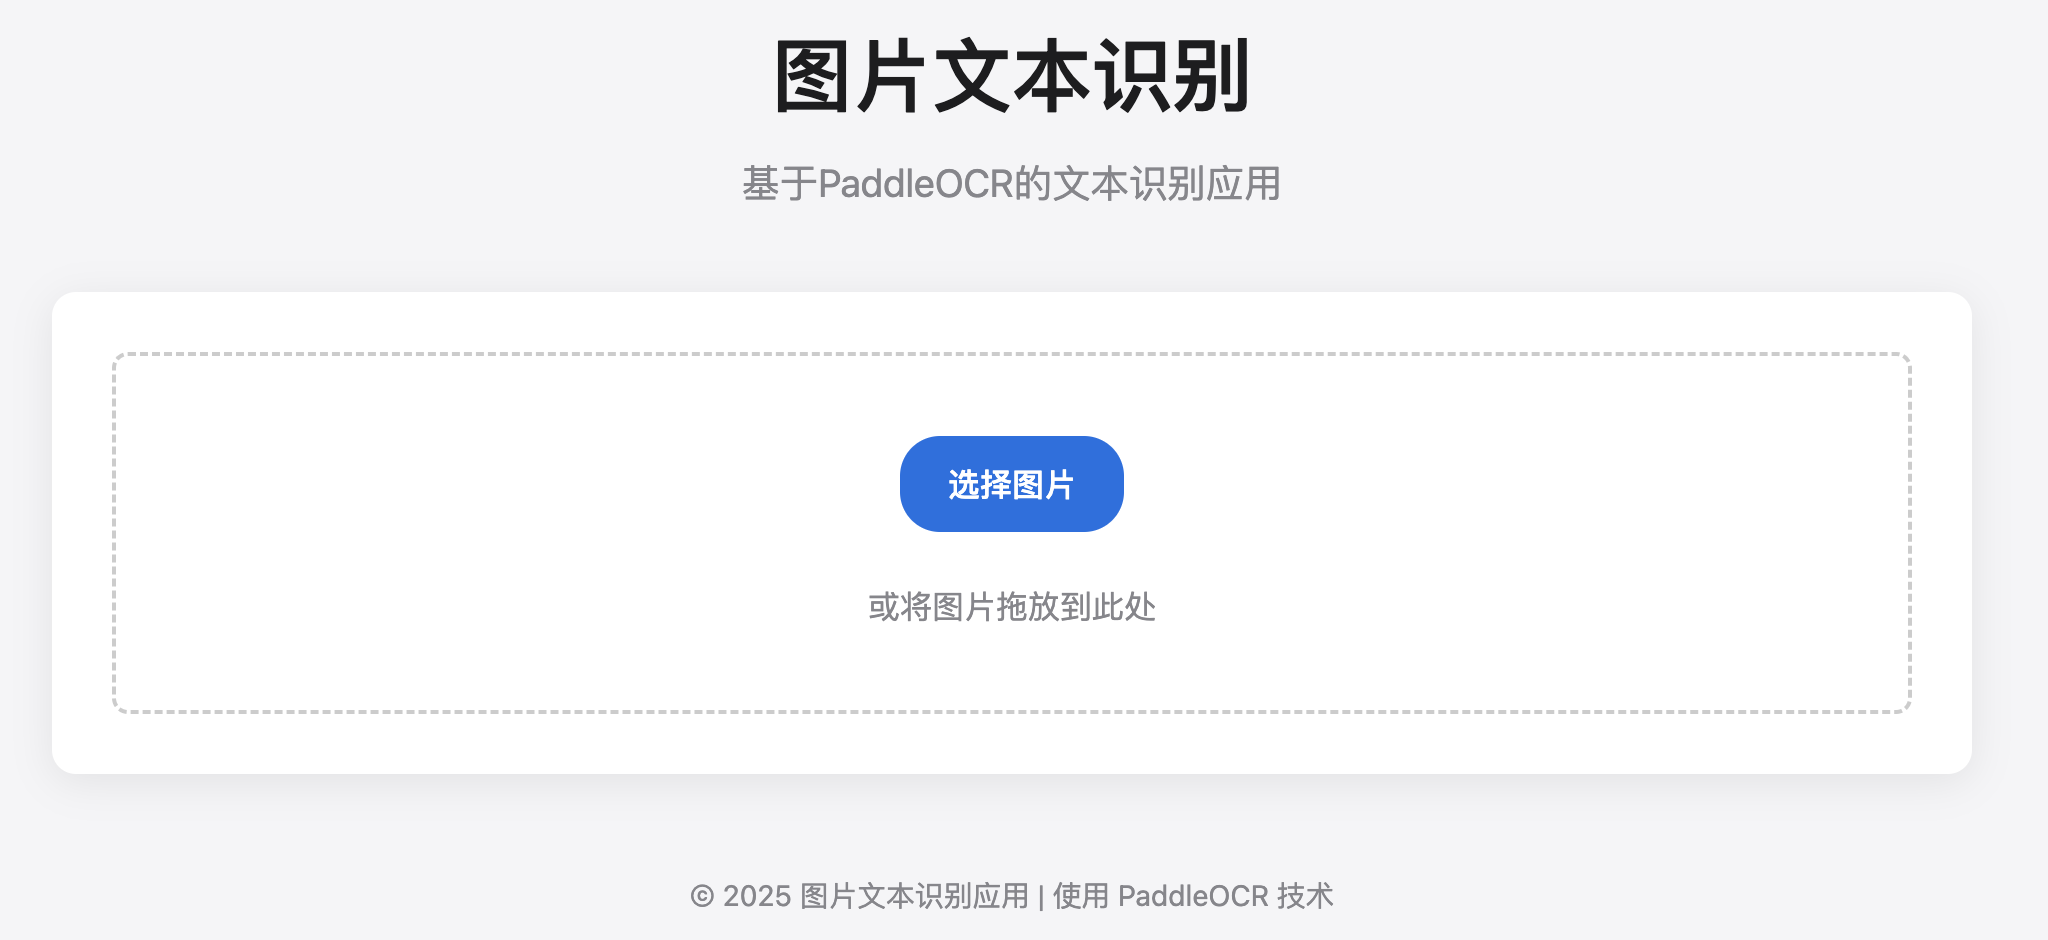 图片文本识别
基于PaddleOCR的文本识别应用
选择图片
或将图片拖放到此处
© 2025 图片文本识别应用 | 使用 PaddleOCR 技术